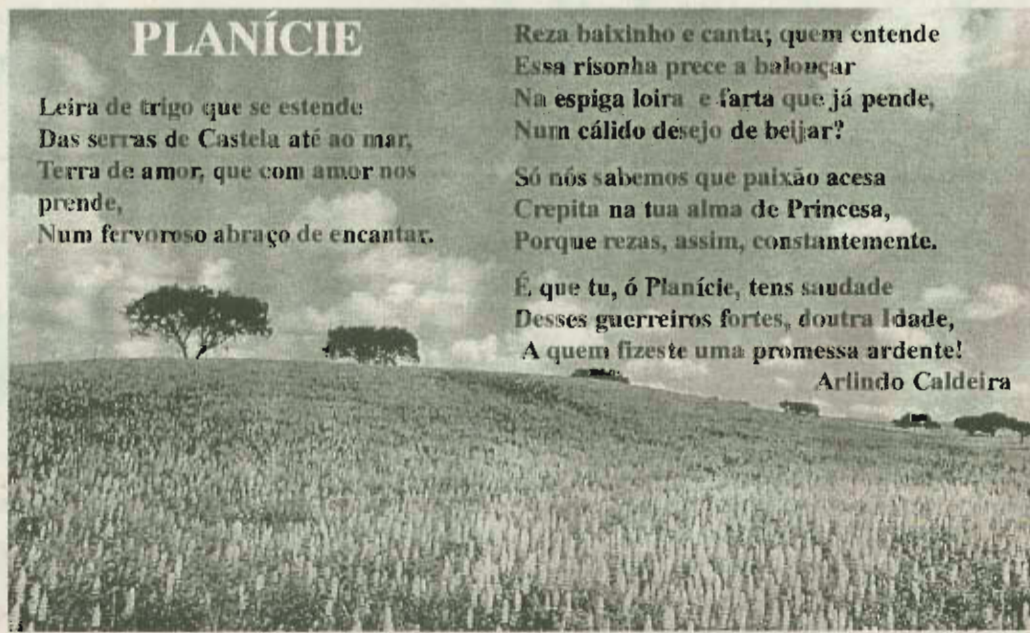 PLANÍCIE
Leira de trigo que se estende
Das serras de Castela até ao mar,
Terra de amor, que com amor nos
prende,
Num fervoroso abraço de encantar.
Reza baixinho e canta; quem entende
Essa risonha prece a balouçar
Na espiga loira e farta que já pende,
Num cálido desejo de beijar?
Só nós sabemos que paixão acesa
Crepita na tua alma de Princesa,
Porque rezas, assim, constantemente.
É que tu, ó Planície, tens saudade
Desses guerreiros fortes, doutra Idade,
A quem fizeste uma promessa ardente!
Arlindo Caldeira